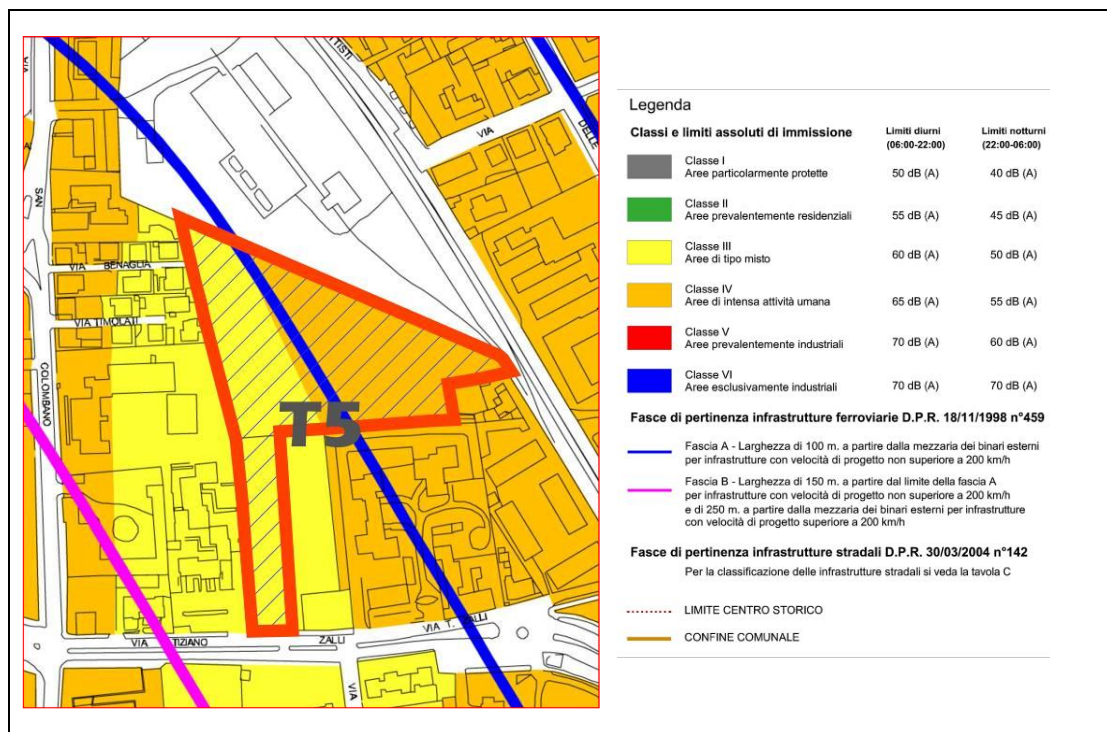 VIA
TTISTI
VIA
DELLE
SAN
VIA BENAGLIA
VIA TIMOLATI
COLOMBANO
T5
VIA TIZIANO ZALLI
VIA T. ZALLI
VIA
Legenda
Classi e limiti assoluti di immissione Limiti diurni (06:00-22:00) Limiti notturni (22:00-06:00)
Classe I
Aree particolarmente protette 50 dB (A) 40 dB (A)
Classe II
Aree prevalentemente residenziali 55 dB (A) 45 dB (A)
Classe III
Aree di tipo misto 60 dB (A) 50 dB (A)
Classe IV
Aree di intensa attività umana 65 dB (A) 55 dB (A)
Classe V
Aree prevalentemente industriali 70 dB (A) 60 dB (A)
Classe VI
Aree esclusivamente industriali 70 dB (A) 70 dB (A)
Fasce di pertinenza infrastrutture ferroviarie D.P.R. 18/11/1998 n°459
Fascia A - Larghezza di 100 m. a partire dalla mezzaria dei binari esterni
per infrastrutture con velocità di progetto non superiore a 200 km/h
Fascia B - Larghezza di 150 m. a partire dal limite della fascia A
per infrastrutture con velocità di progetto non superiore a 200 km/h
e di 250 m. a partire dalla mezzaria dei binari esterni per infrastrutture
con velocità di progetto superiore a 200 km/h
Fasce di pertinenza infrastrutture stradali D.P.R. 30/03/2004 n°142
Per la classificazione delle infrastrutture stradali si veda la tavola C
LIMITE CENTRO STORICO
CONFINE COMUNALE